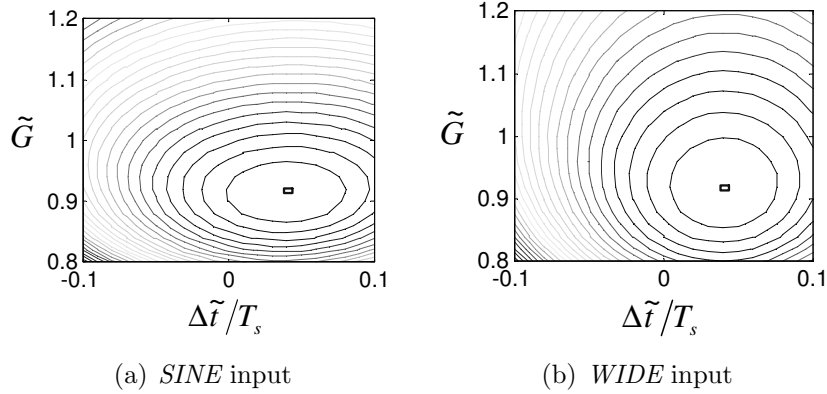 1.2
1.1
1
0.9
0.8
G̃
-0.1
0
0.1
Δt̃/Tₛ
(a) SINE input
1.2
1.1
1
0.9
0.8
G̃
-0.1
0
0.1
Δt̃/Tₛ
(b) WIDE input